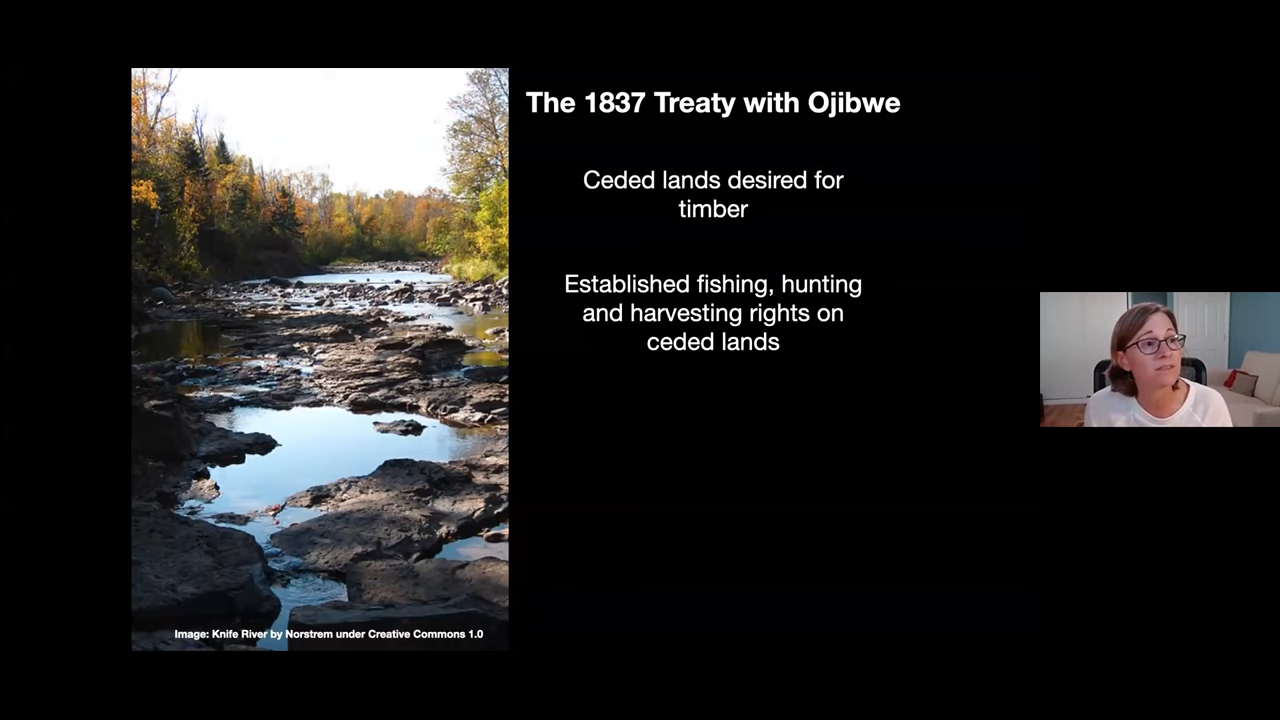 The 1837 Treaty with Ojibwe
Ceded lands desired for
timber
Established fishing, hunting
and harvesting rights on
ceded lands
Image: Knife River by Norstrem under Creative Commons 1.0